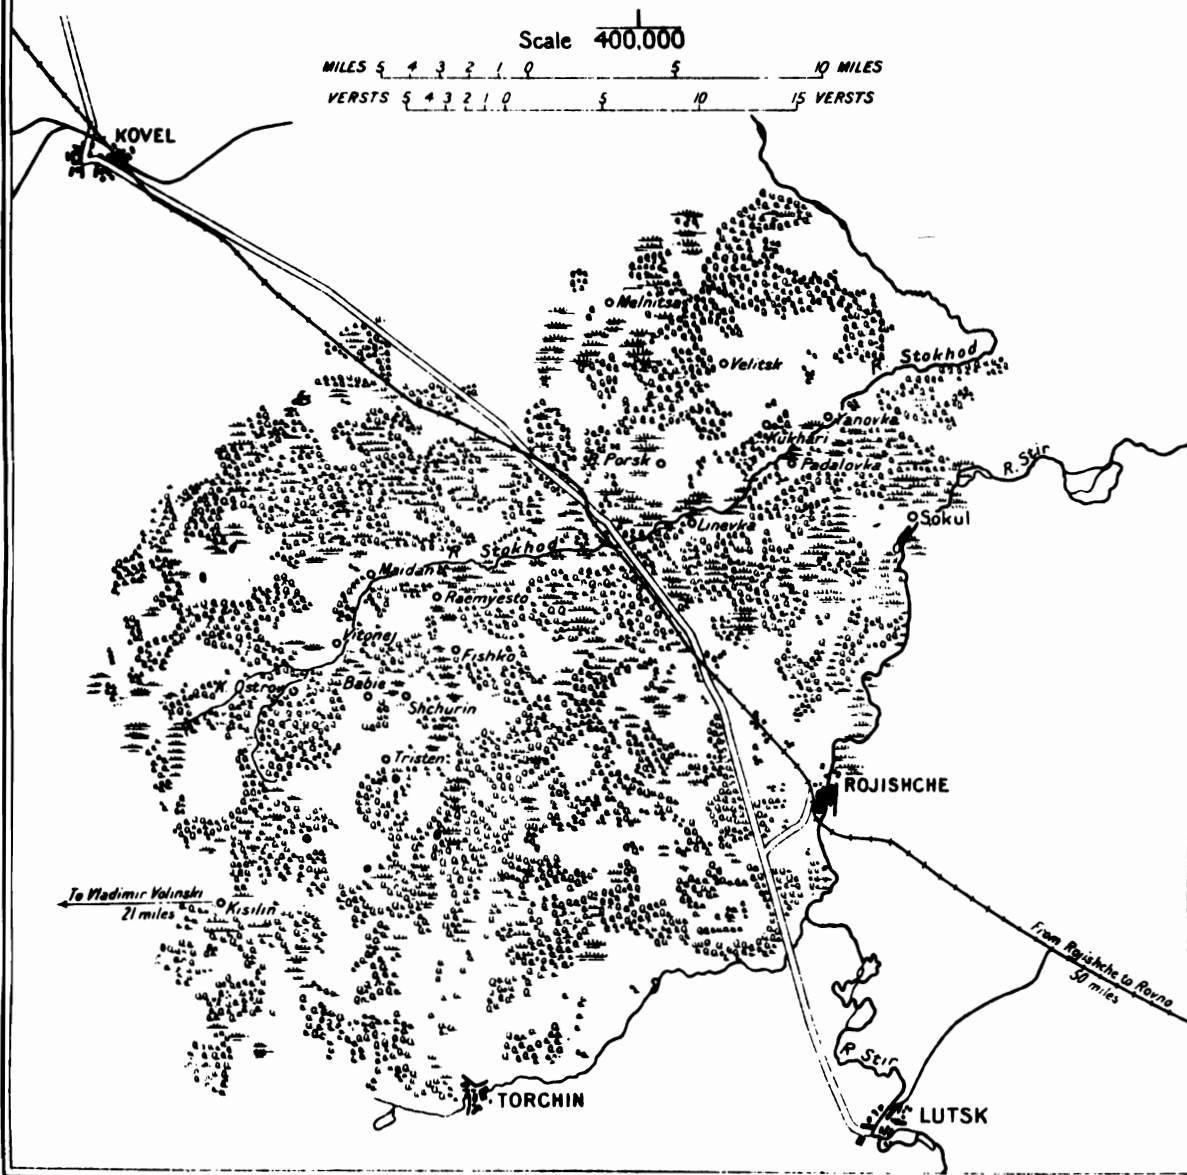 Scale 1/400,000
MILES 5 4 3 2 1 0 5 10 MILES
VERSTS 5 4 3 2 1 0 5 10 15 VERSTS
KOVEL
Melnitsa
Velitsk
R Stokhod
Yanovka
Kukhari
Porsk
Padalovka
R. Stir
Linevka
Sokul
R Stokhod
Maidan
Raemyesto
Vitonej
Fishko
K. Ostrov
Babie
Shchurin
Tristen
ROJISHCHE
To Vladimir Volinski
21 miles
Kisilin
From Rojishche to Rovno
50 miles
R Stir
TORCHIN
LUTSK